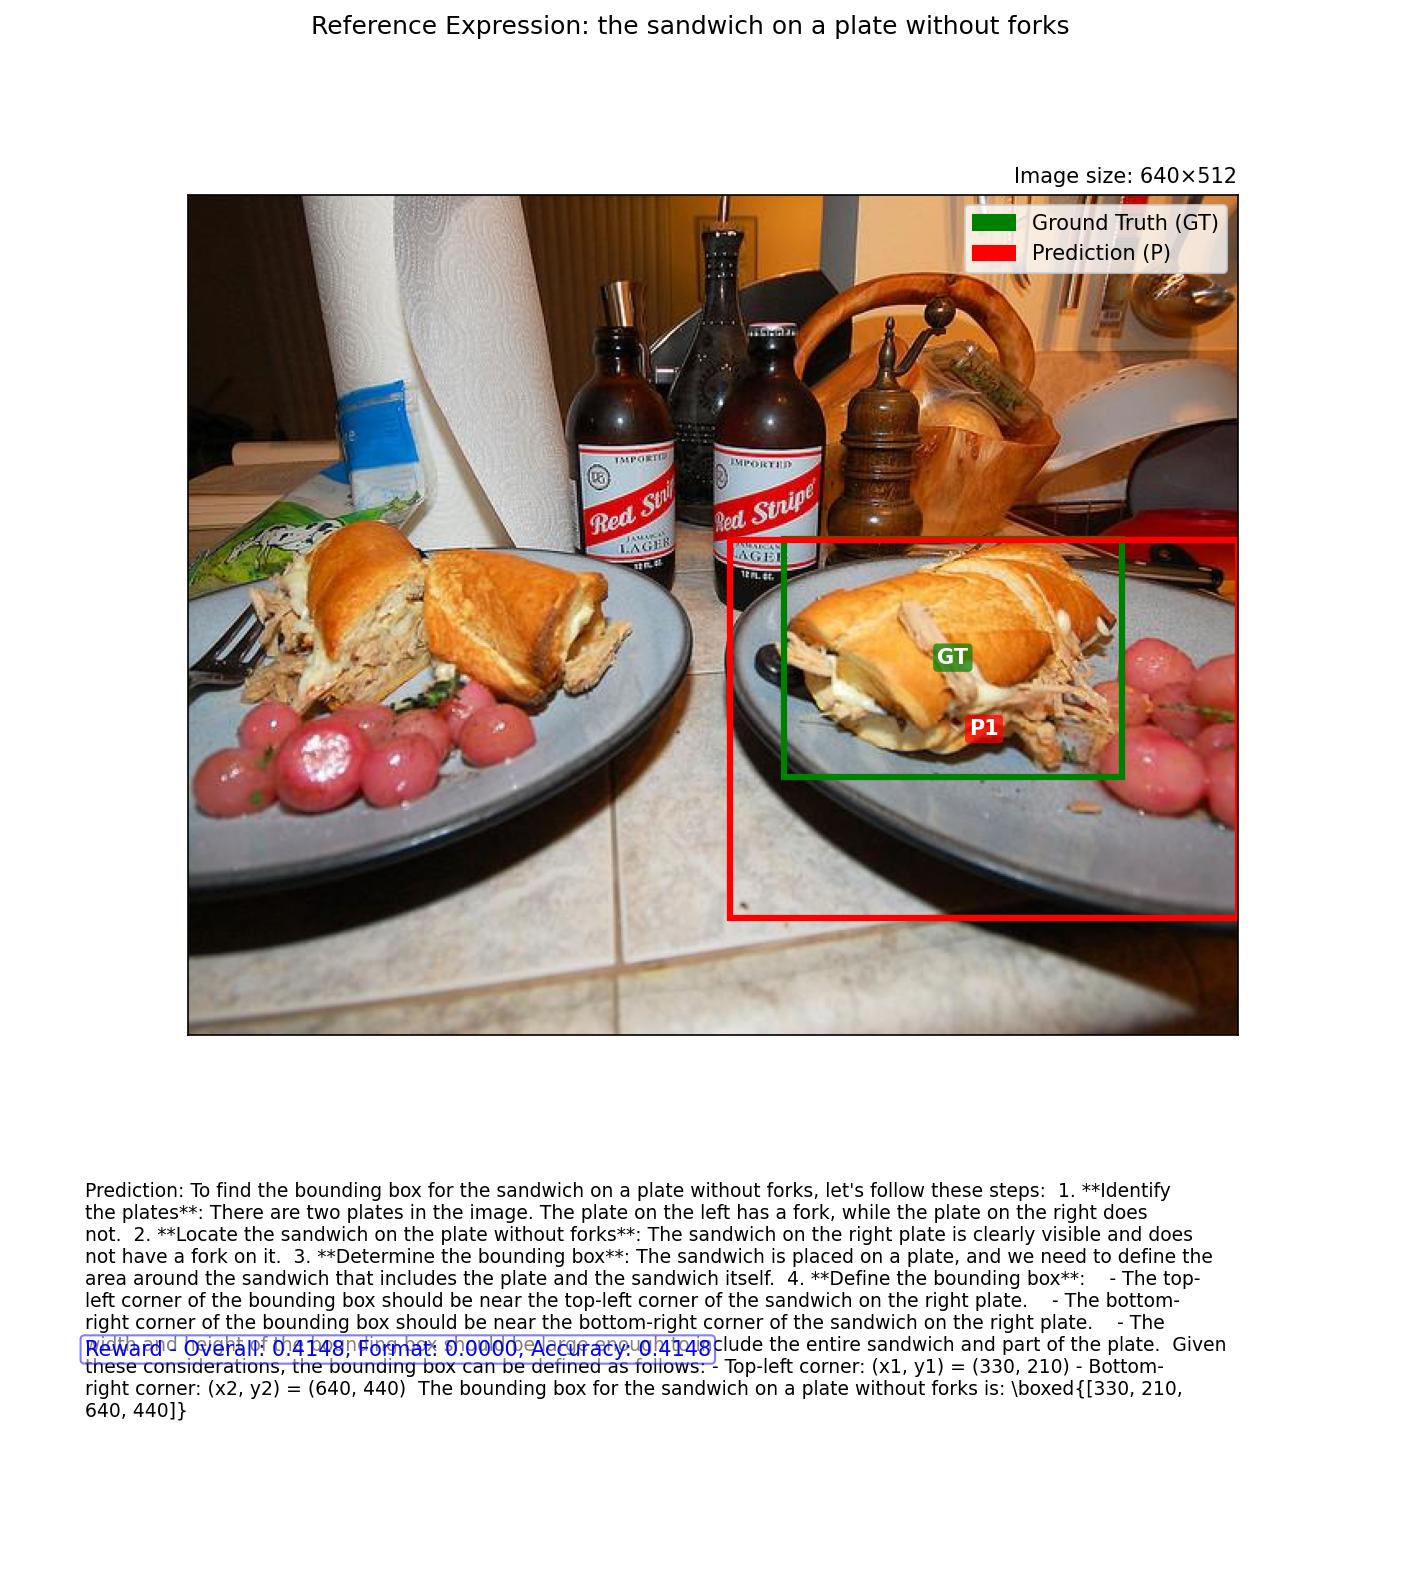 Reference Expression: the sandwich on a plate without forks
Image size: 640×512
Ground Truth (GT)
Prediction (P)
IMPORTED
Red Strip
JAMAICAN
LAGER
12 FL. OZ.
IMPORTED
Red Stripe
JAMAICAN
LAGER
12 FL. OZ.
GT
P1
Prediction: To find the bounding box for the sandwich on a plate without forks, let's follow these steps:  1. **Identify
the plates**: There are two plates in the image. The plate on the left has a fork, while the plate on the right does
not.  2. **Locate the sandwich on the plate without forks**: The sandwich on the right plate is clearly visible and does
not have a fork on it.  3. **Determine the bounding box**: The sandwich is placed on a plate, and we need to define the
area around the sandwich that includes the plate and the sandwich itself.  4. **Define the bounding box**:    - The top-
left corner of the bounding box should be near the top-left corner of the sandwich on the right plate.    - The bottom-
right corner of the bounding box should be near the bottom-right corner of the sandwich on the right plate.    - The
width and height of the bounding box should be large enough to include the entire sandwich and part of the plate.  Given
Reward - Overall: 0.4148, Format: 0.0000, Accuracy: 0.4148
these considerations, the bounding box can be defined as follows: - Top-left corner: (x1, y1) = (330, 210) - Bottom-
right corner: (x2, y2) = (640, 440)  The bounding box for the sandwich on a plate without forks is: \boxed{[330, 210,
640, 440]}